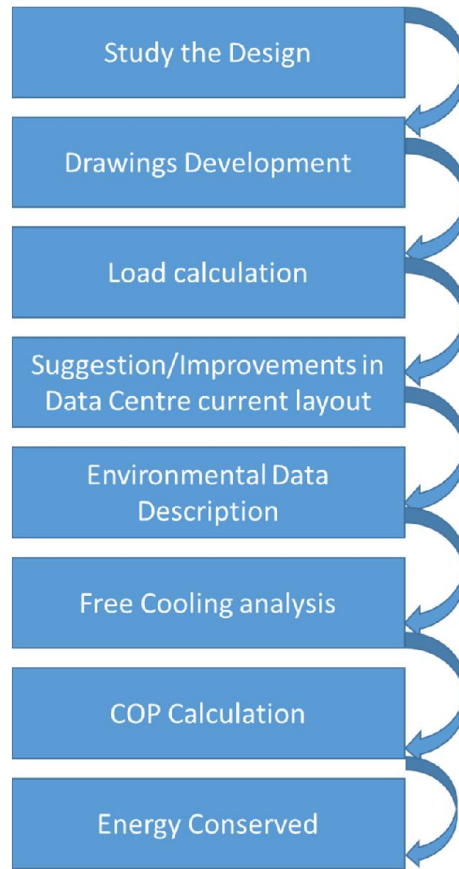 Study the Design
Drawings Development
Load calculation
Suggestion/Improvements in
Data Centre current layout
Environmental Data
Description
Free Cooling analysis
COP Calculation
Energy Conserved